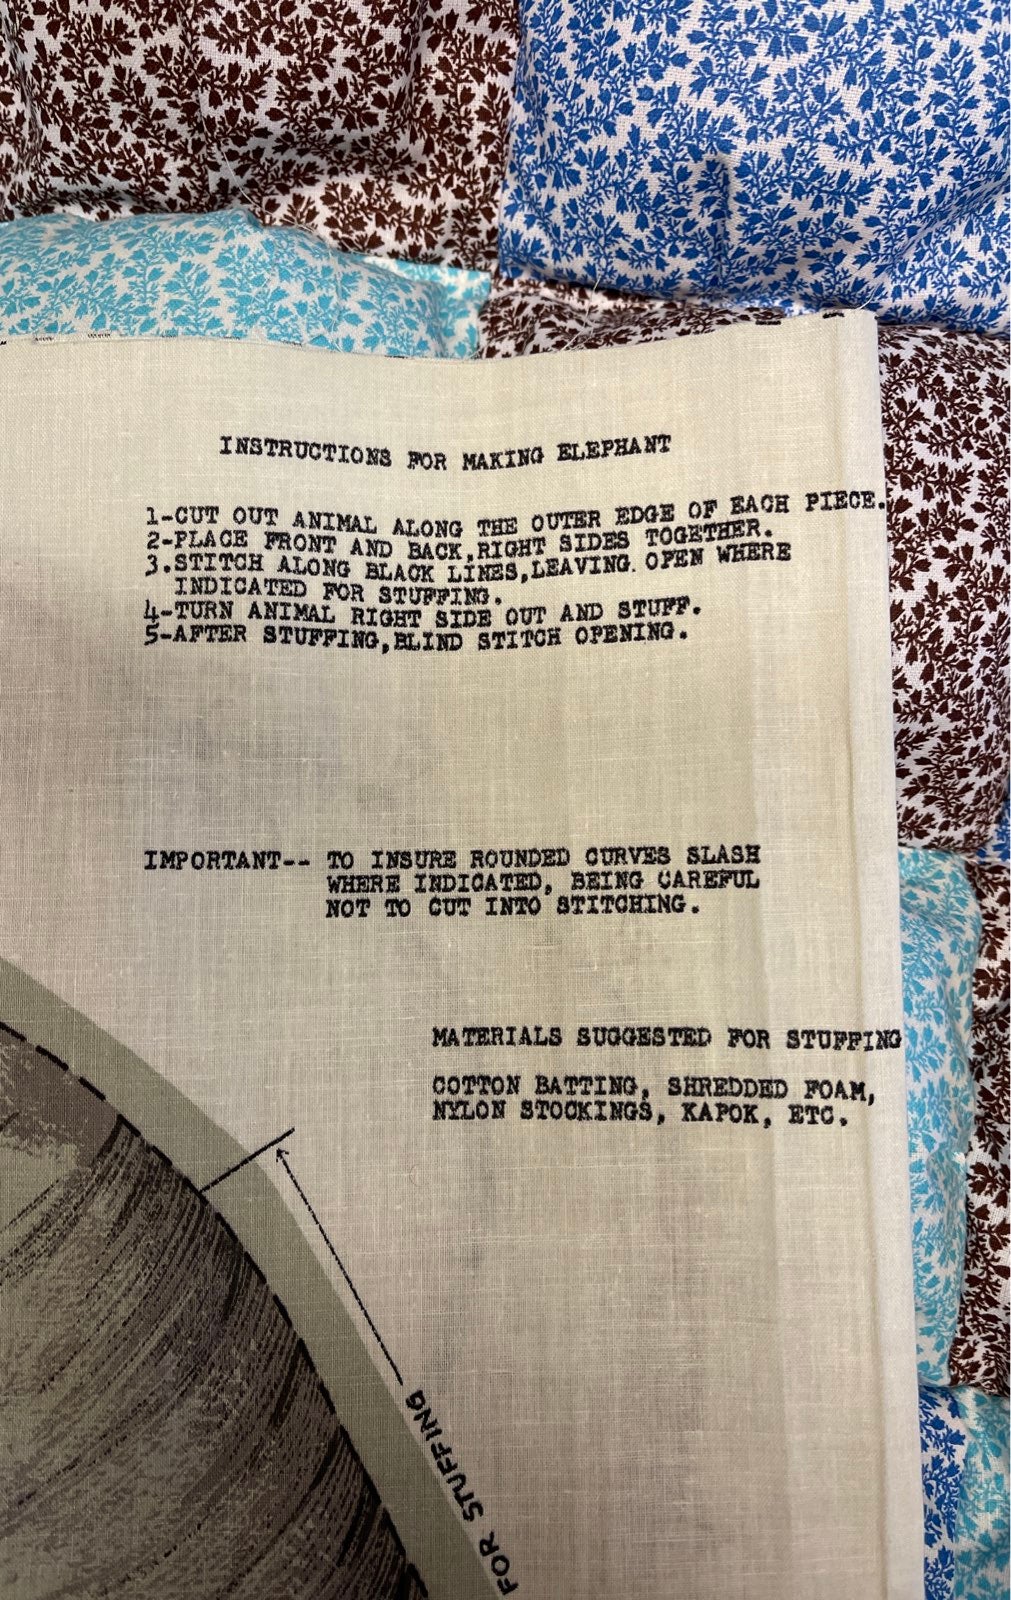 INSTRUCTIONS FOR MAKING ELEPHANT
1-CUT OUT ANIMAL ALONG THE OUTER EDGE OF EACH PIECE.
2-PLACE FRONT AND BACK,RIGHT SIDES TOGETHER.
3.STITCH ALONG BLACK LINES,LEAVING. OPEN WHERE
INDICATED FOR STUFFING.
4-TURN ANIMAL RIGHT SIDE OUT AND STUFF.
5-AFTER STUFFING,BLIND STITCH OPENING.
IMPORTANT-- TO INSURE ROUNDED CURVES SLASH
WHERE INDICATED, BEING CAREFUL
NOT TO CUT INTO STITCHING.
MATERIALS SUGGESTED FOR STUFFING
COTTON BATTING, SHREDDED FOAM,
NYLON STOCKINGS, KAPOK, ETC.
FOR STUFFING